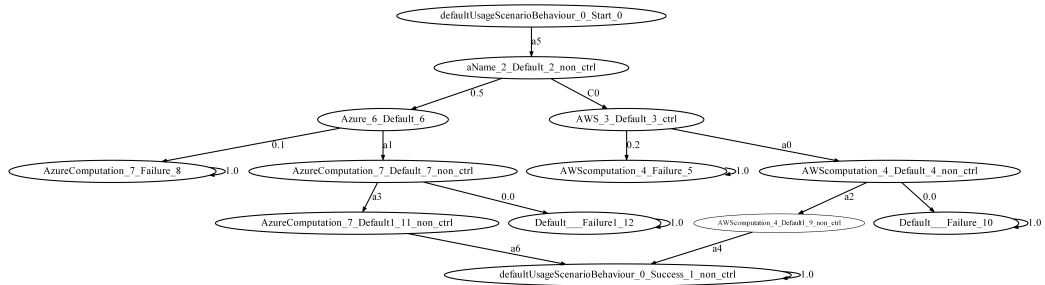 defaultUsageScenarioBehaviour_0_Start_0
a5
aName_2_Default_2_non_ctrl
0.5
C0
Azure_6_Default_6
AWS_3_Default_3_ctrl
0.1
a1
0.2
a0
AzureComputation_7_Failure_8
1.0
AzureComputation_7_Default_7_non_ctrl
AWScomputation_4_Failure_5
1.0
AWScomputation_4_Default_4_non_ctrl
a3
0.0
a2
0.0
AzureComputation_7_Default1_11_non_ctrl
Default___Failure1_12
1.0
AWScomputation_4_Default1_9_non_ctrl
Default___Failure_10
1.0
a6
a4
defaultUsageScenarioBehaviour_0_Success_1_non_ctrl
1.0